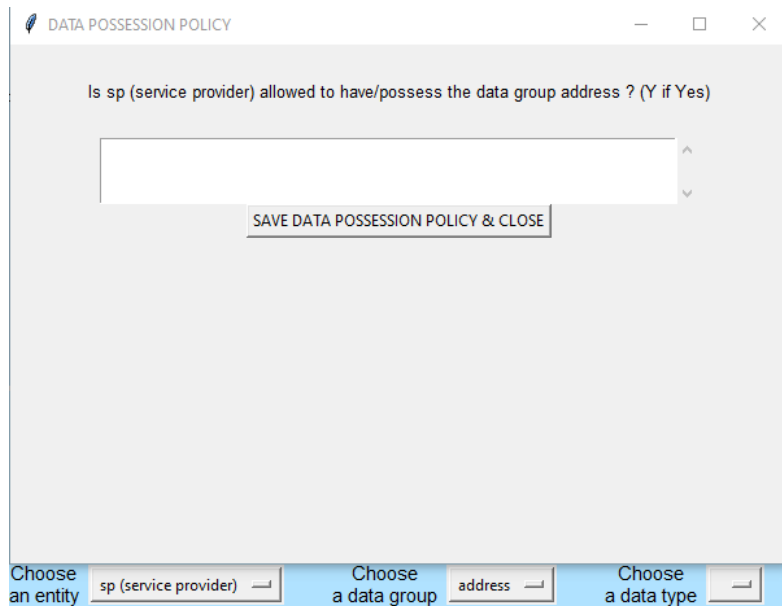 DATA POSSESSION POLICY
Is sp (service provider) allowed to have/possess the data group address ? (Y if Yes)
SAVE DATA POSSESSION POLICY & CLOSE
Choose
an entity
sp (service provider)
Choose
a data group
address
Choose
a data type